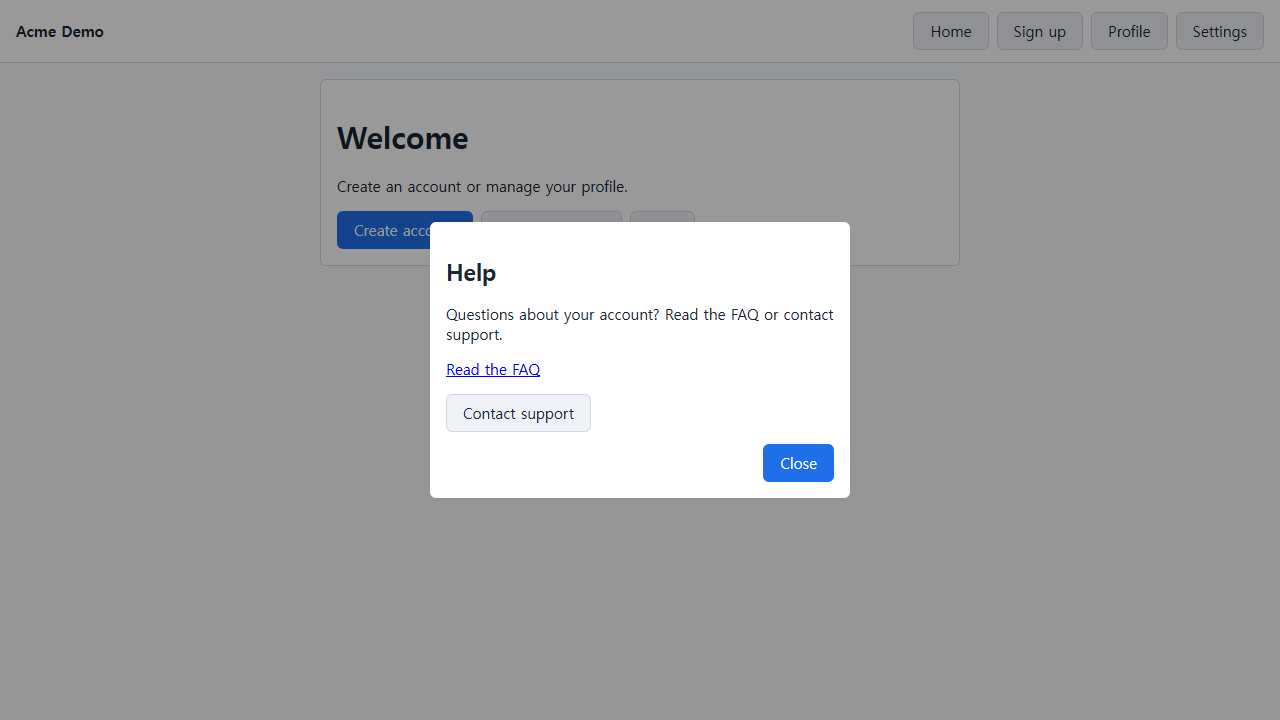 Acme Demo
Home
Sign up
Profile
Settings
Welcome
Create an account or manage your profile.
Create
Help
Questions about your account? Read the FAQ or contact
support.
Read the FAQ
Contact support
Close